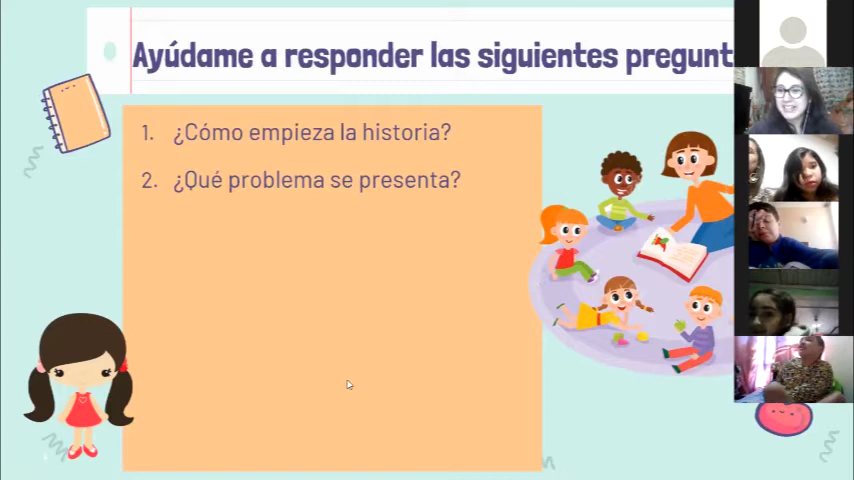 Ayúdame a responder las siguientes pregunt
1. ¿Cómo empieza la historia?
2. ¿Qué problema se presenta?